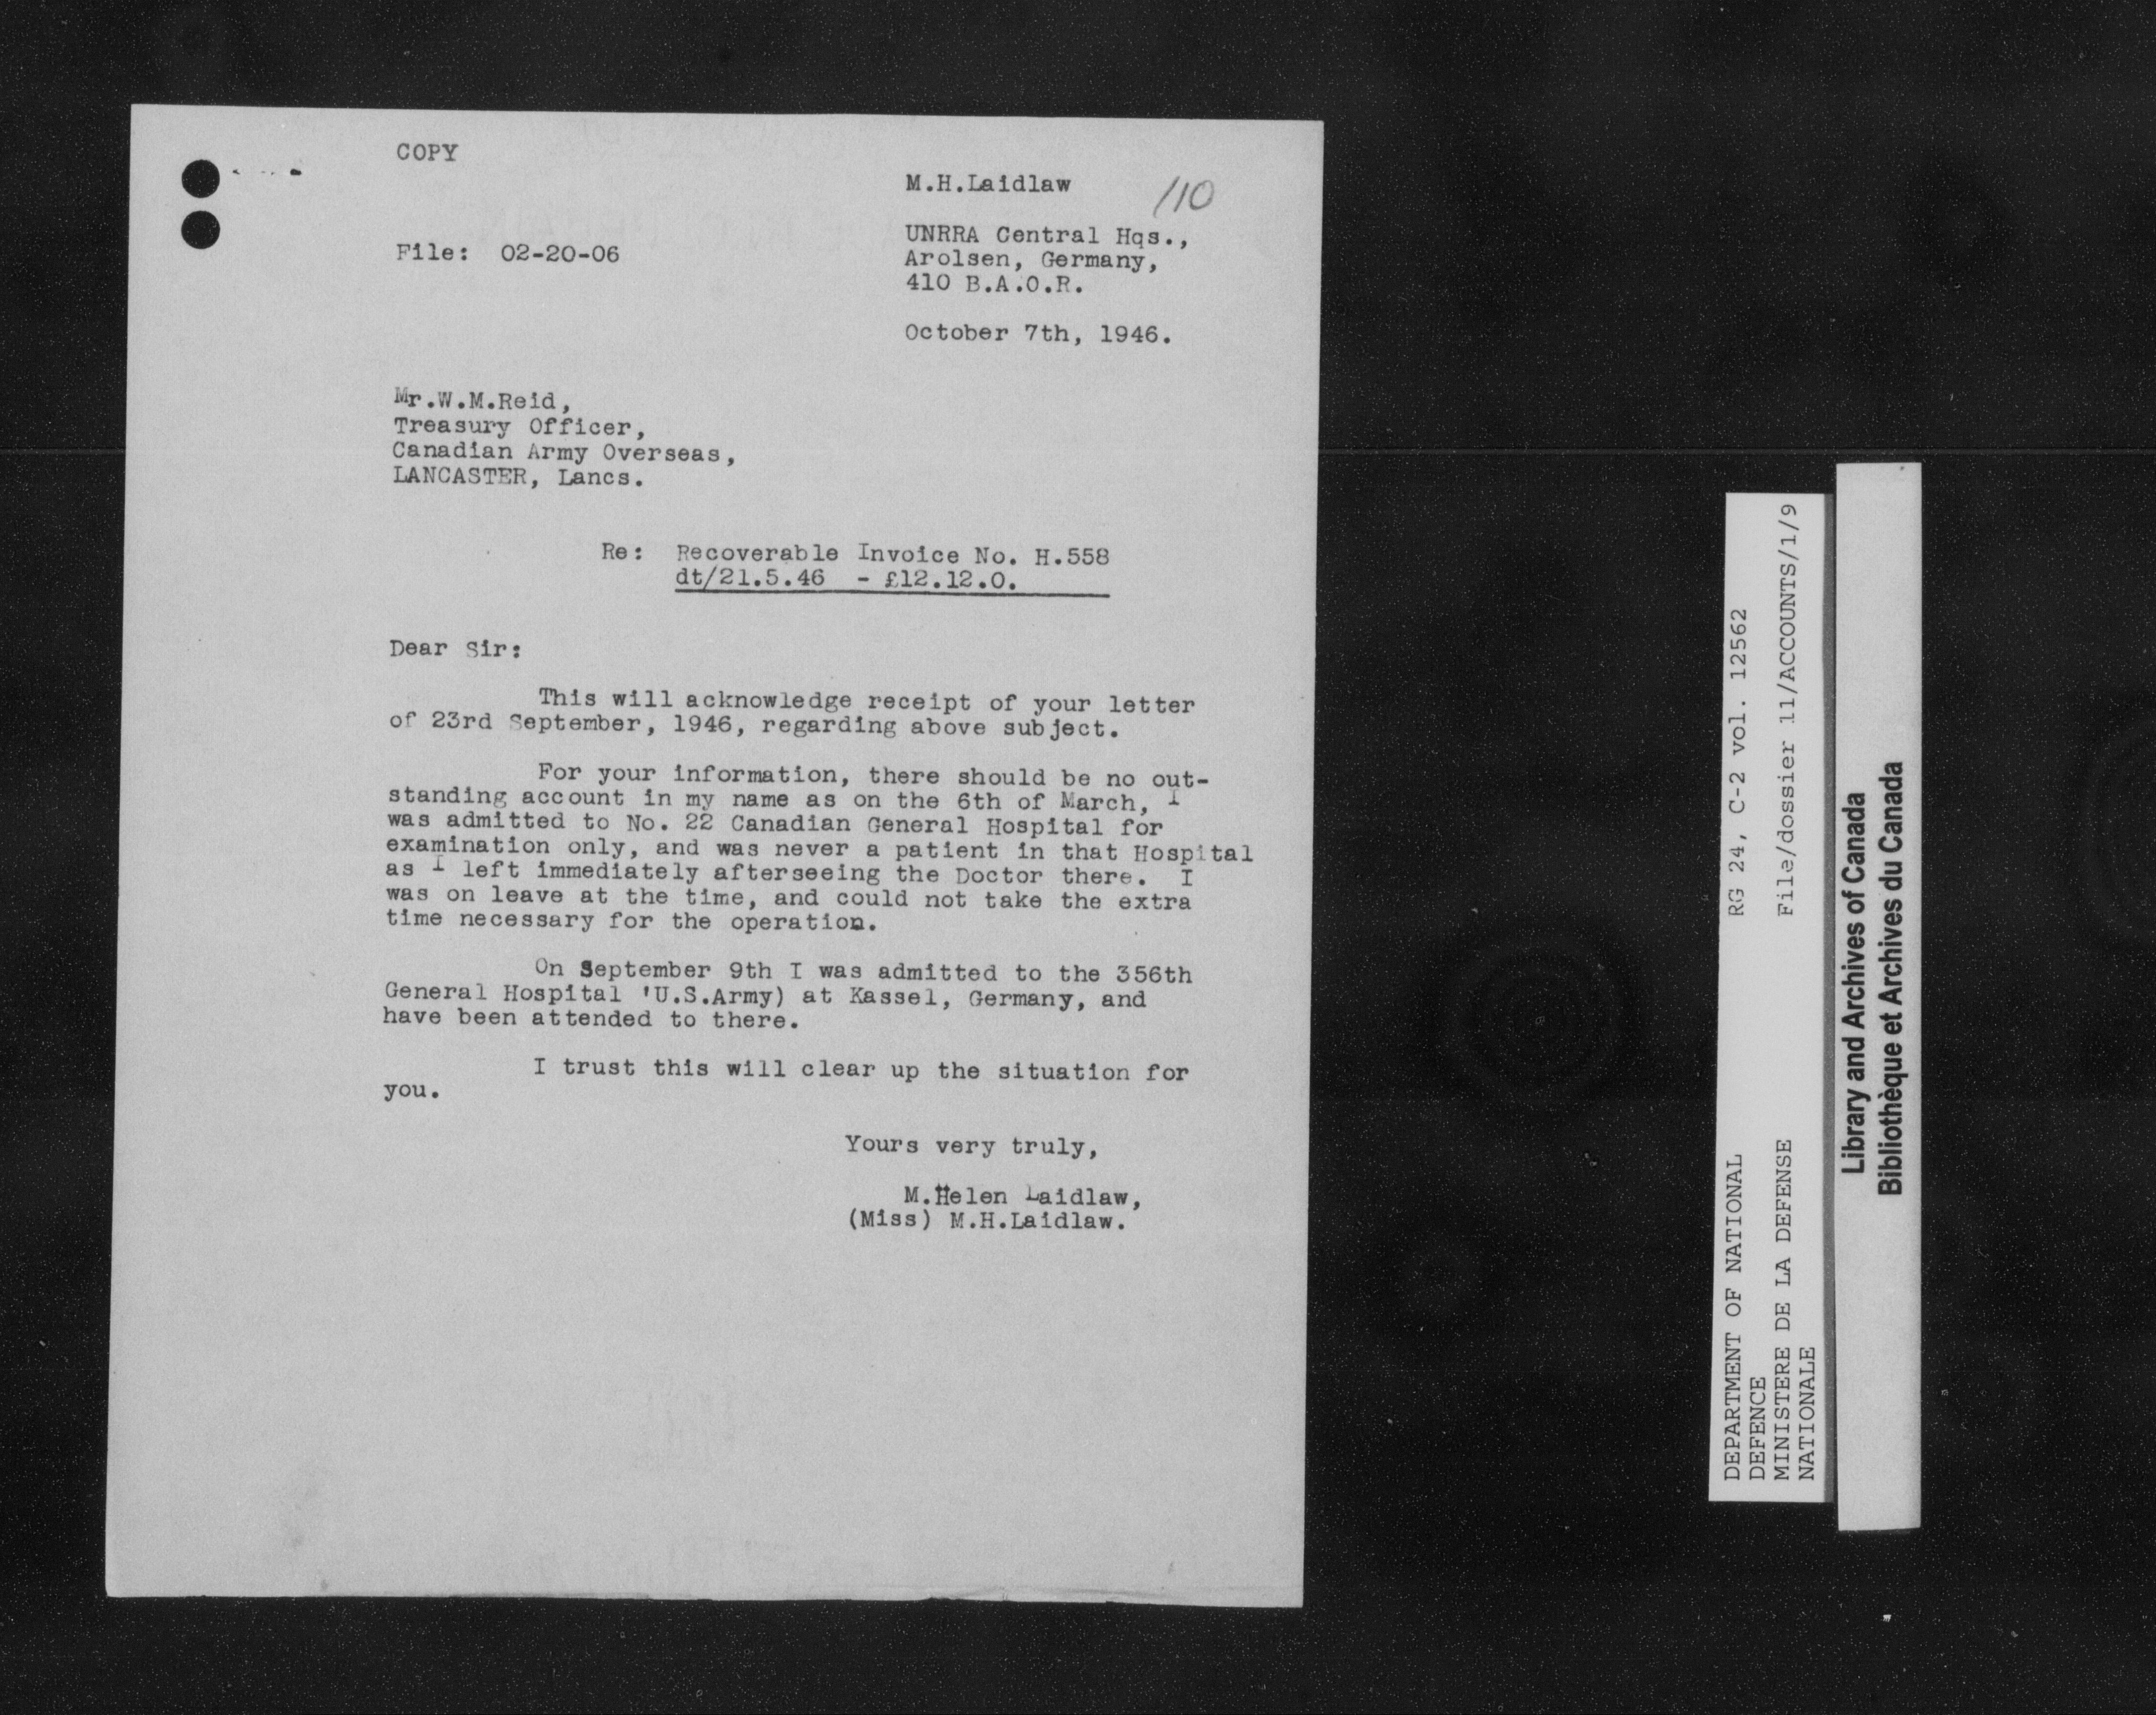 COPY
M.H.Laidlaw
110
UNRRA Central Hqs.,
File: 02-20-06
Arolsen, Germany,
410 B.A.O.R.
October 7th, 1946.
Mr.W.M.Reid,
Treasury Officer,
Canadian Army Overseas,
LANCASTER, Lancs.
Re: Recoverable Invoice No. H.558
dt/21.5.46 - £12.12.0.
Dear Sir:
This will acknowledge receipt of your letter
of 23rd September, 1946, regarding above subject.
For your information, there should be no out-
standing account in my name as on the 6th of March, I
was admitted to No. 22 Canadian General Hospital for
examination only, and was never a patient in that Hospital
as I left immediately afterseeing the Doctor there. I
was on leave at the time, and could not take the extra
time necessary for the operation.
On September 9th I was admitted to the 356th
General Hospital 'U.S.Army) at Kassel, Germany, and
have been attended to there.
I trust this will clear up the situation for
you.
Yours very truly,
M.Helen Laidlaw,
(Miss) M.H.Laidlaw.
DEPARTMENT OF NATIONAL
DEFENCE
MINISTERE DE LA DEFENSE
NATIONALE
RG 24, C-2 vol. 12562
File/dossier 11/ACCOUNTS/1/9
Library and Archives of Canada
Bibliothèque et Archives du Canada